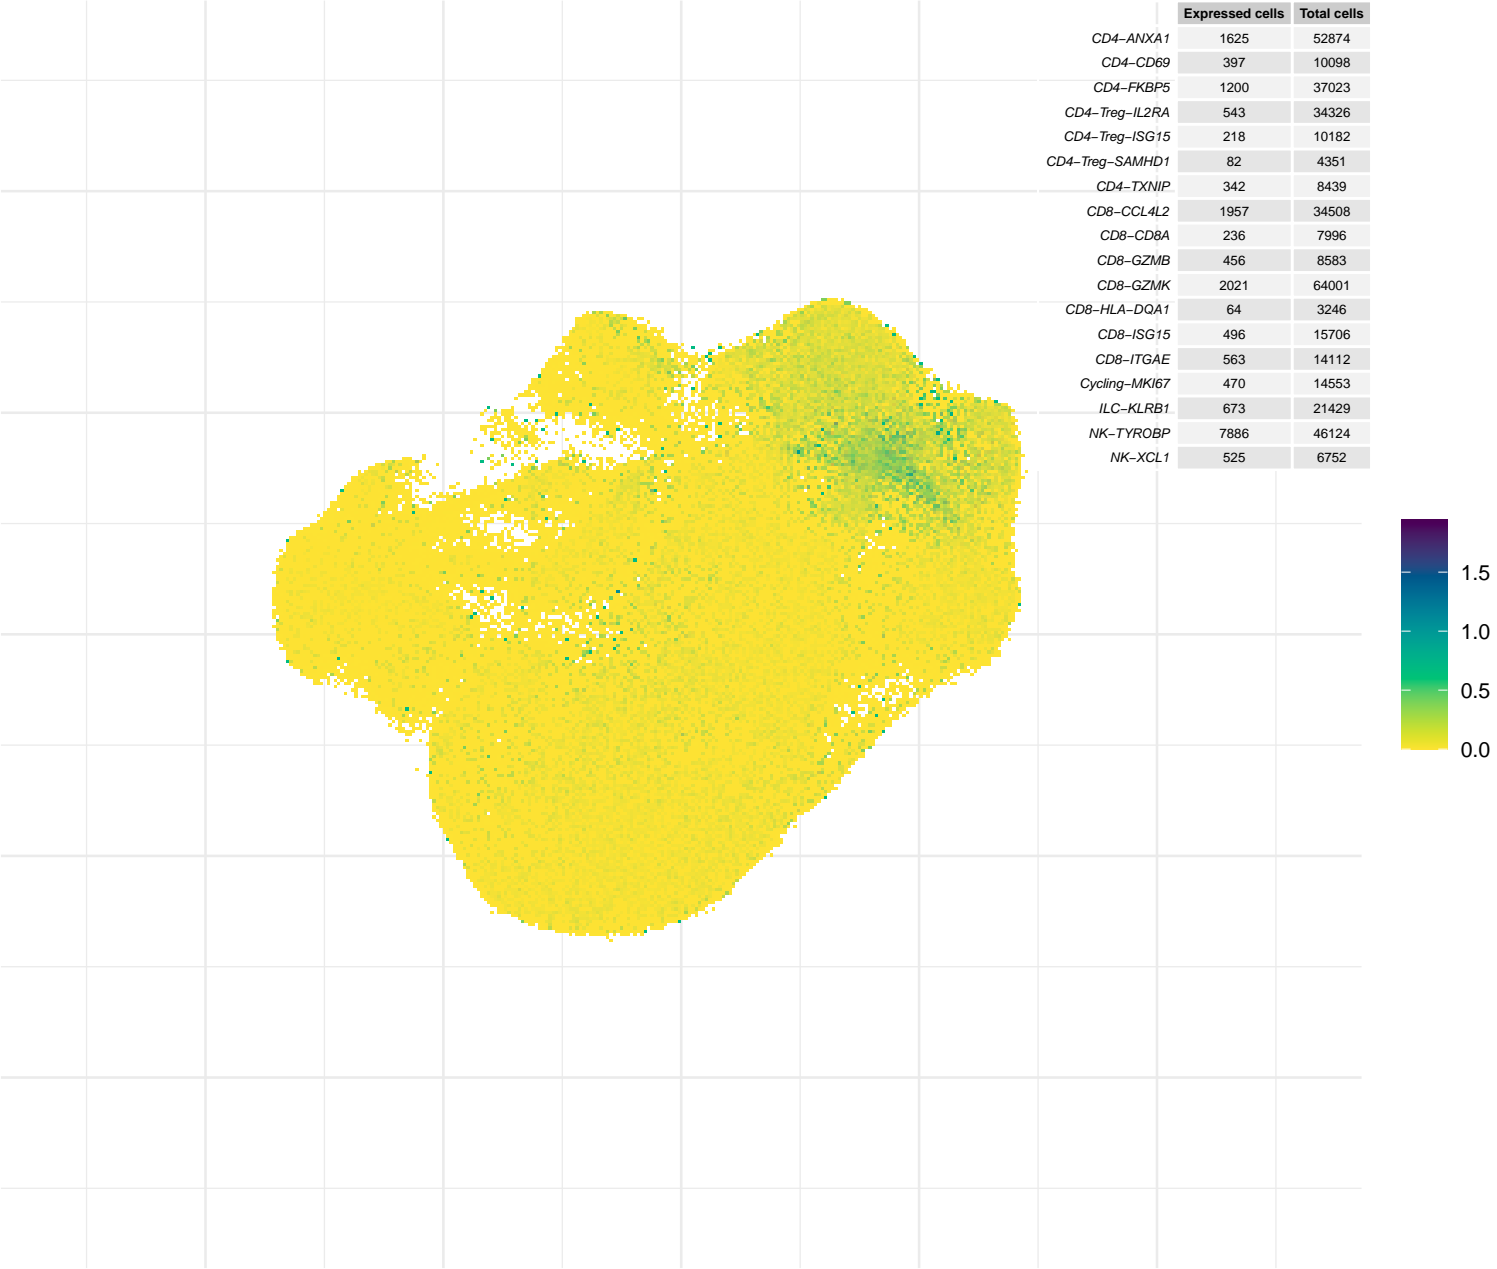 Expressed cells Total cells
CD4−ANXA1 1625 52874
CD4−CD69 397 10098
CD4−FKBP5 1200 37023
CD4−Treg−IL2RA 543 34326
CD4−Treg−ISG15 218 10182
CD4−Treg−SAMHD1 82 4351
CD4−TXNIP 342 8439
CD8−CCL4L2 1957 34508
CD8−CD8A 236 7996
CD8−GZMB 456 8583
CD8−GZMK 2021 64001
CD8−HLA−DQA1 64 3246
CD8−ISG15 496 15706
CD8−ITGAE 563 14112
Cycling−MKI67 470 14553
ILC−KLRB1 673 21429
NK−TYROBP 7886 46124
NK−XCL1 525 6752
1.5
1.0
0.5
0.0